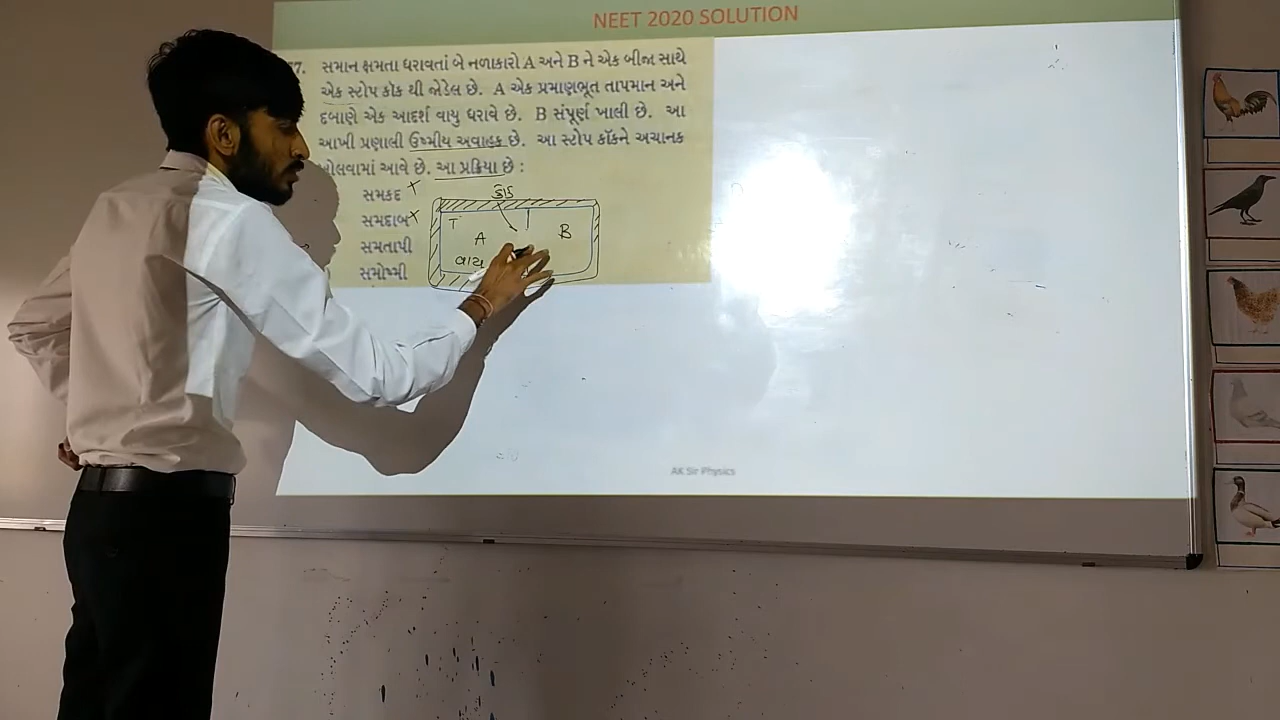 NEET 2020 SOLUTION
7. સમાન ક્ષમતા ધરાવતાં બે નળાકારો A અને B ને એક બીજા સાથે
એક સ્ટોપ કૉક થી જોડેલ છે. A એક પ્રમાણભૂત તાપમાન અને
દબાણે એક આદર્શ વાયુ ધરાવે છે. B સંપૂર્ણ ખાલી છે. આ
આખી પ્રણાલી ઉષ્મીય અવાહક છે. આ સ્ટોપ કૉકને અચાનક
ખોલવામાં આવે છે. આ પ્રક્રિયા છે :
સમકદ x
સમદાબ x
સમતાપી
સમોષ્મી
T
A
B
વાયુ
AK Sir Physics